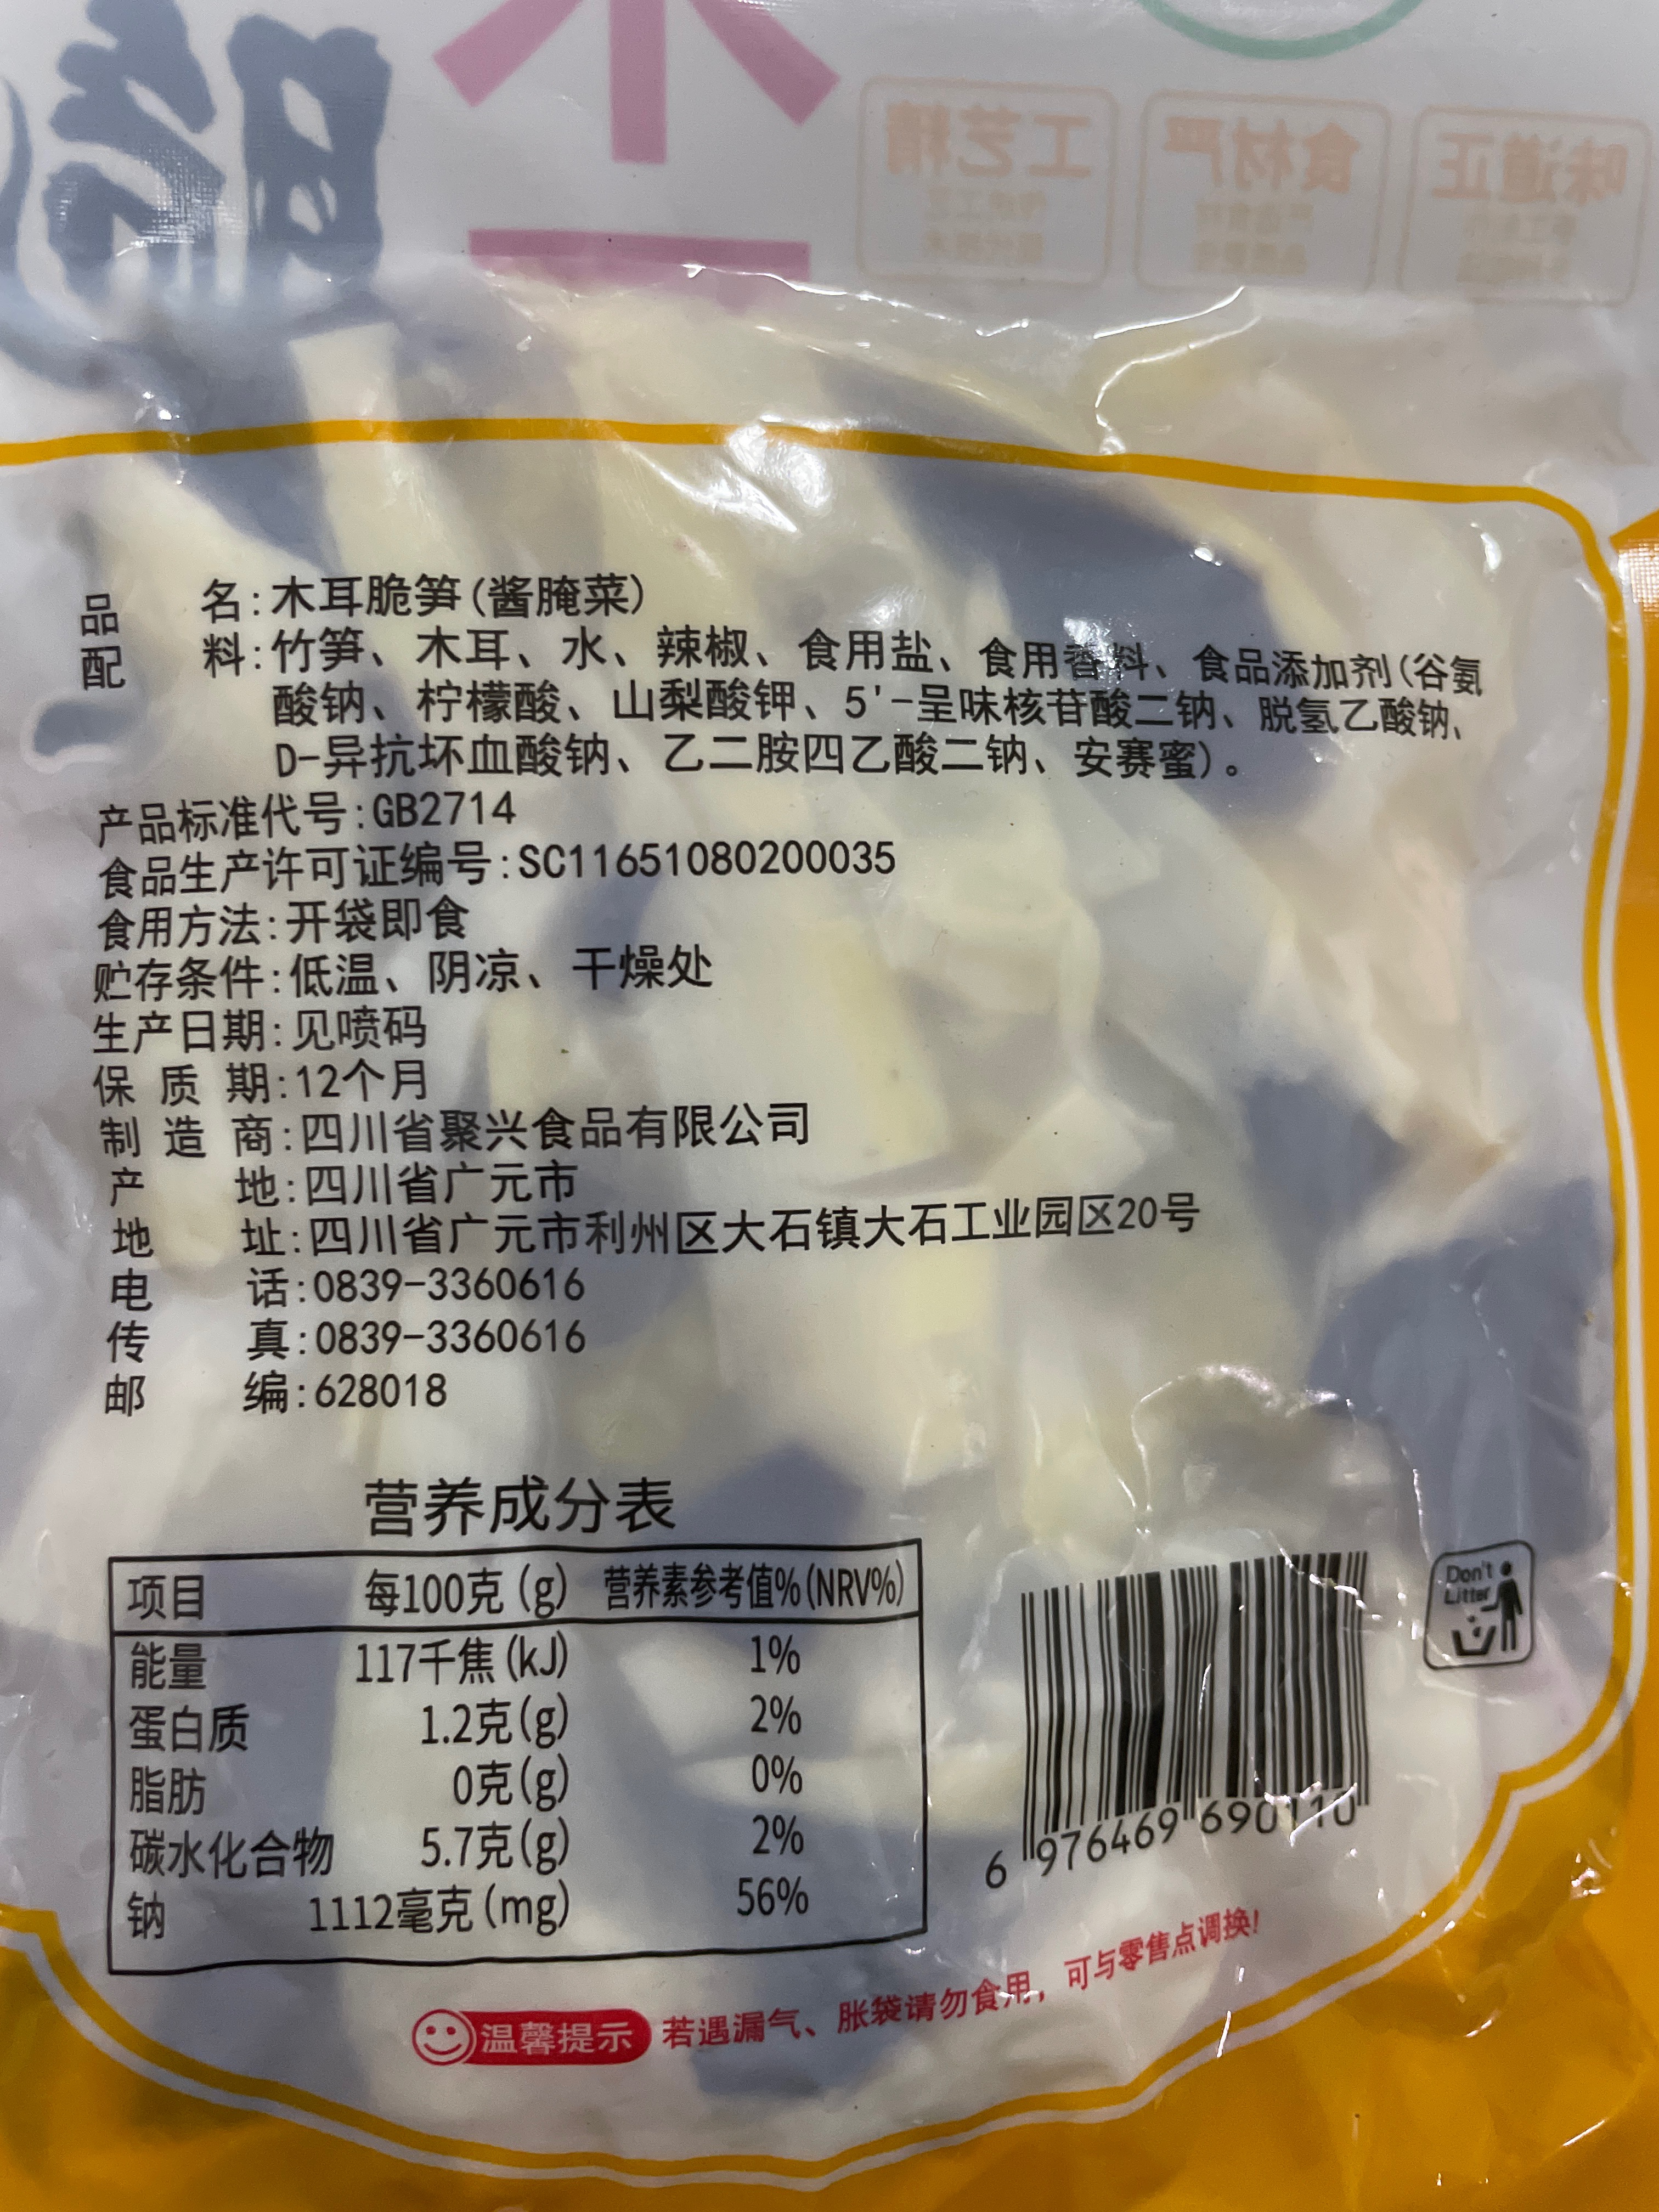 木
脆
工艺精
食材严
味道正
品 名:木耳脆笋(酱腌菜)
配 料:竹笋、木耳、水、辣椒、食用盐、食用香料、食品添加剂(谷氨
酸钠、柠檬酸、山梨酸钾、5'-呈味核苷酸二钠、脱氢乙酸钠、
D-异抗坏血酸钠、乙二胺四乙酸二钠、安赛蜜)。
产品标准代号:GB2714
食品生产许可证编号:SC11651080200035
食用方法:开袋即食
贮存条件:低温、阴凉、干燥处
生产日期:见喷码
保 质 期:12个月
制 造 商:四川省聚兴食品有限公司
产 地:四川省广元市
地 址:四川省广元市利州区大石镇大石工业园区20号
电 话:0839-3360616
传 真:0839-3360616
邮 编:628018
营养成分表
项目 每100克(g) 营养素参考值%(NRV%)
能量 117千焦(kJ) 1%
蛋白质 1.2克(g) 2%
脂肪 0克(g) 0%
碳水化合物 5.7克(g) 2%
钠 1112毫克(mg) 56%
Don't
Litter
6 976469 690110
温馨提示 若遇漏气、胀袋请勿食用，可与零售点调换!